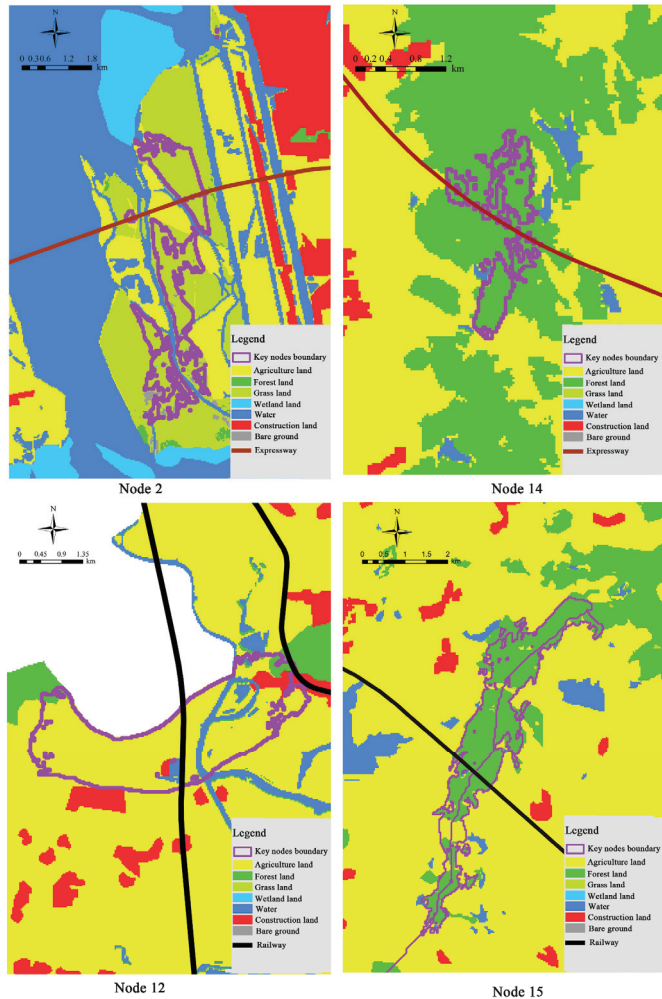 N
0 0.30.6 1.2 1.8
km
Legend
Key nodes boundary
Agriculture land
Forest land
Grass land
Wetland land
Water
Construction land
Bare ground
Expressway
Node 2
N
0 0.2 0.4 0.8 1.2
km
Legend
Key nodes boundary
Agriculture land
Forest land
Grass land
Wetland land
Water
Construction land
Bare ground
Expressway
Node 14
N
0 0.45 0.9 1.35
km
Legend
Key nodes boundary
Agriculture land
Forest land
Grass land
Wetland land
Water
Construction land
Bare ground
Railway
Node 12
N
0 0.5 1 1.5 2
km
Legend
Key nodes boundary
Agriculture land
Forest land
Grass land
Wetland land
Water
Construction land
Bare ground
Railway
Node 15